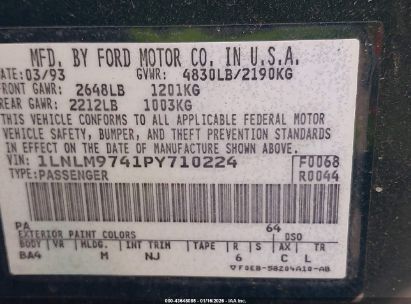 MFD. BY FORD MOTOR CO. IN U.S.A.
DATE: 03/93 GVWR: 4830LB/2190KG
FRONT GAWR: 2648LB 1201KG
REAR GAWR: 2212LB 1003KG
THIS VEHICLE CONFORMS TO ALL APPLICABLE FEDERAL MOTOR
VEHICLE SAFETY, BUMPER, AND THEFT PREVENTION STANDARDS
IN EFFECT ON THE DATE OF MANUFACTURE SHOWN ABOVE.
VIN: 1LNLM9741PY710224 F0068
TYPE: PASSENGER R0044
PA 64
EXTERIOR PAINT COLORS DSO
BODY VR MLDG. INT TRIM TAPE R S AX TR
BA4 M NJ 6 C L
▽F0EB-58204A10-AB